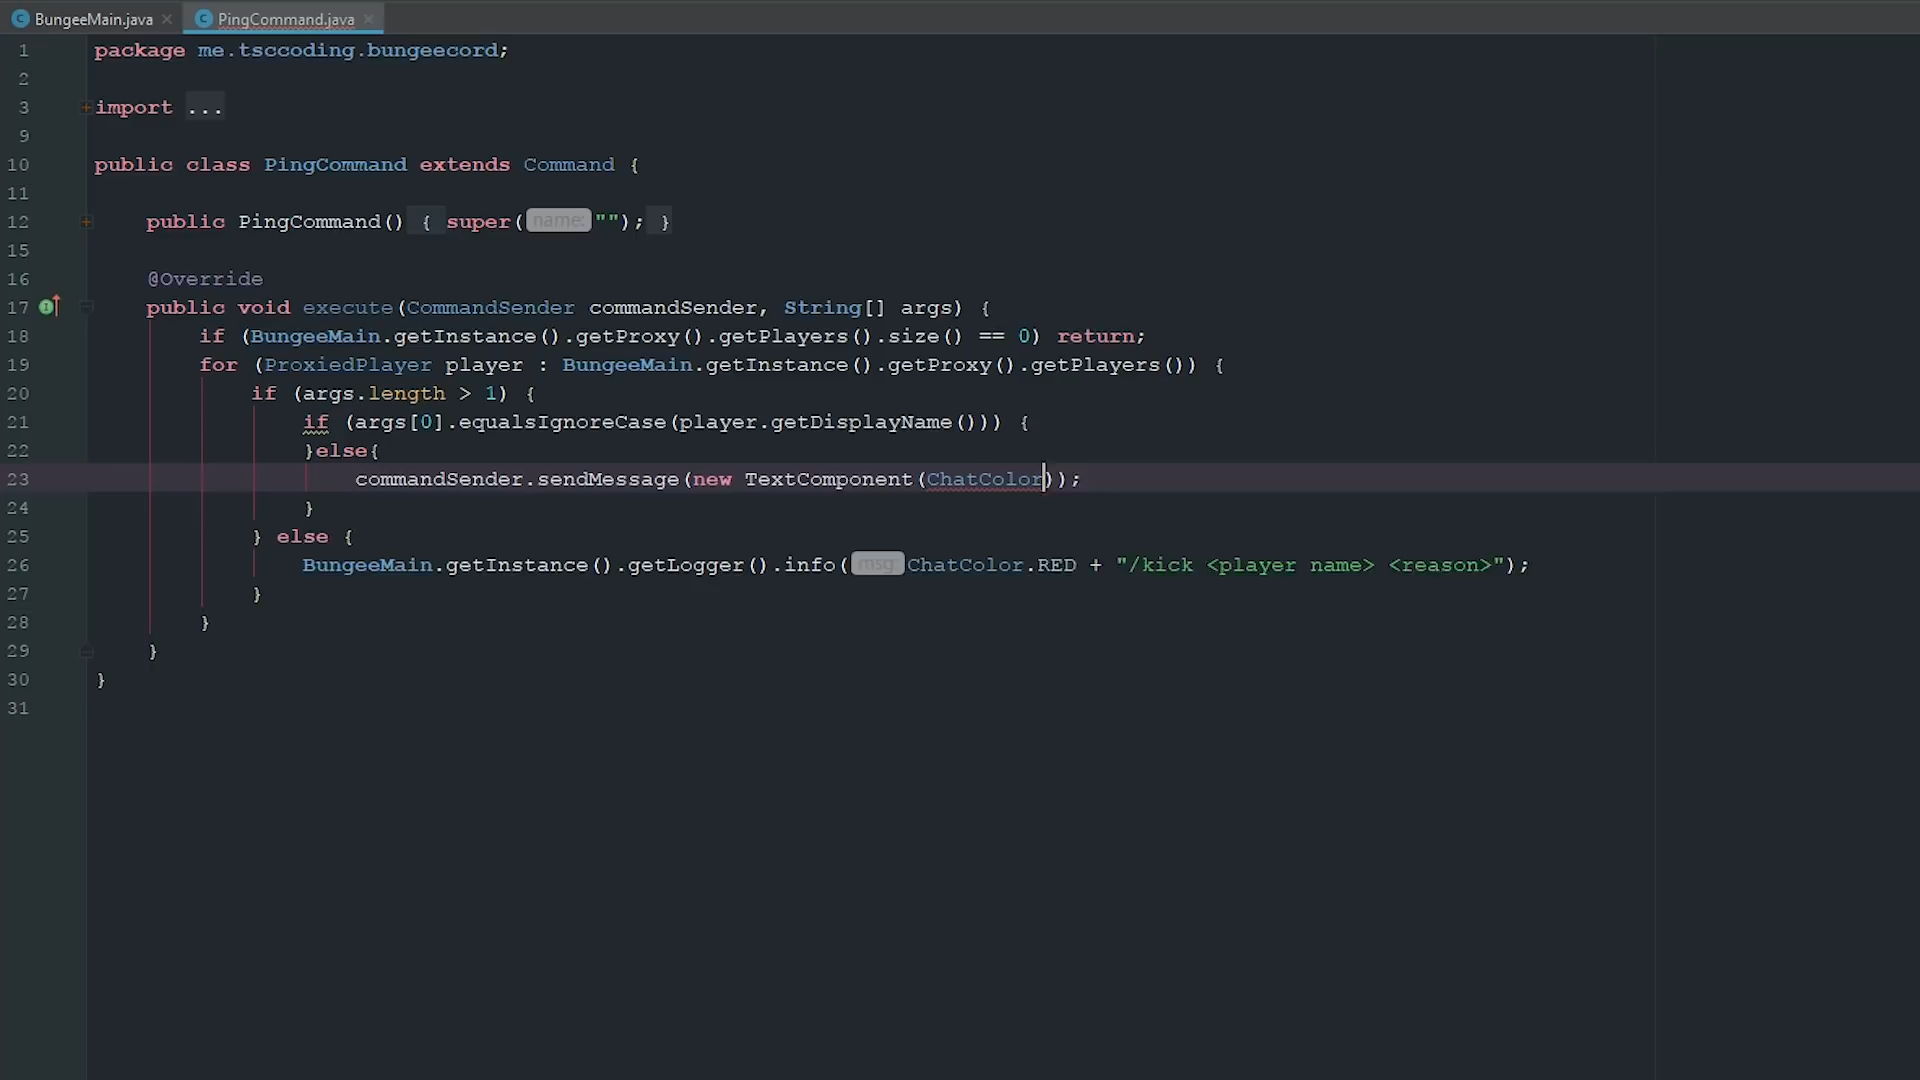 BungeeMain.java PingCommand.java
1 package me.tsccoding.bungeecord;
2
3 import ...
9
10 public class PingCommand extends Command {
11
12 public PingCommand() { super(name: ""); }
15
16 @Override
17 public void execute(CommandSender commandSender, String[] args) {
18 if (BungeeMain.getInstance().getProxy().getPlayers().size() == 0) return;
19 for (ProxiedPlayer player : BungeeMain.getInstance().getProxy().getPlayers()) {
20 if (args.length > 1) {
21 if (args[0].equalsIgnoreCase(player.getDisplayName())) {
22 }else{
23 commandSender.sendMessage(new TextComponent(ChatColor));
24 }
25 } else {
26 BungeeMain.getInstance().getLogger().info(msg: ChatColor.RED + "/kick <player name> <reason>");
27 }
28 }
29 }
30 }
31